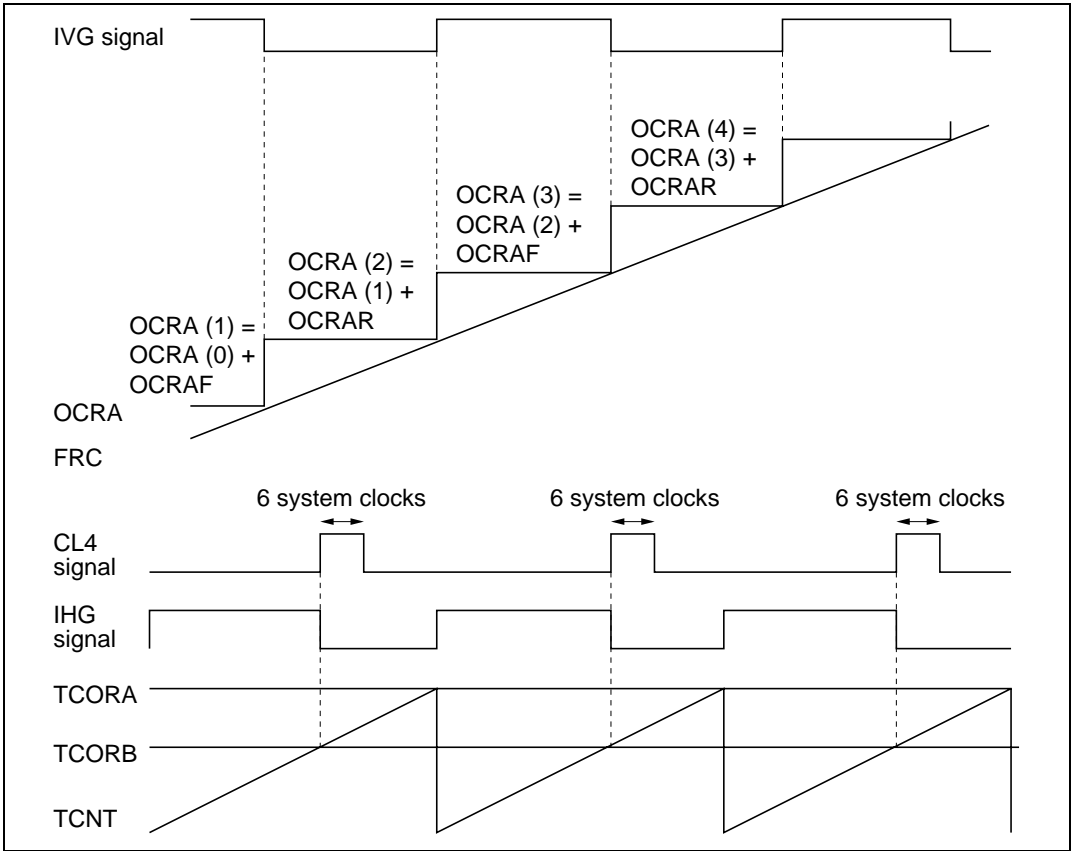 IVG signal
OCRA (4) =
OCRA (3) +
OCRAR
OCRA (3) =
OCRA (2) +
OCRAF
OCRA (2) =
OCRA (1) +
OCRAR
OCRA (1) =
OCRA (0) +
OCRAF
OCRA
FRC
6 system clocks 6 system clocks 6 system clocks
CL4
signal
IHG
signal
TCORA
TCORB
TCNT